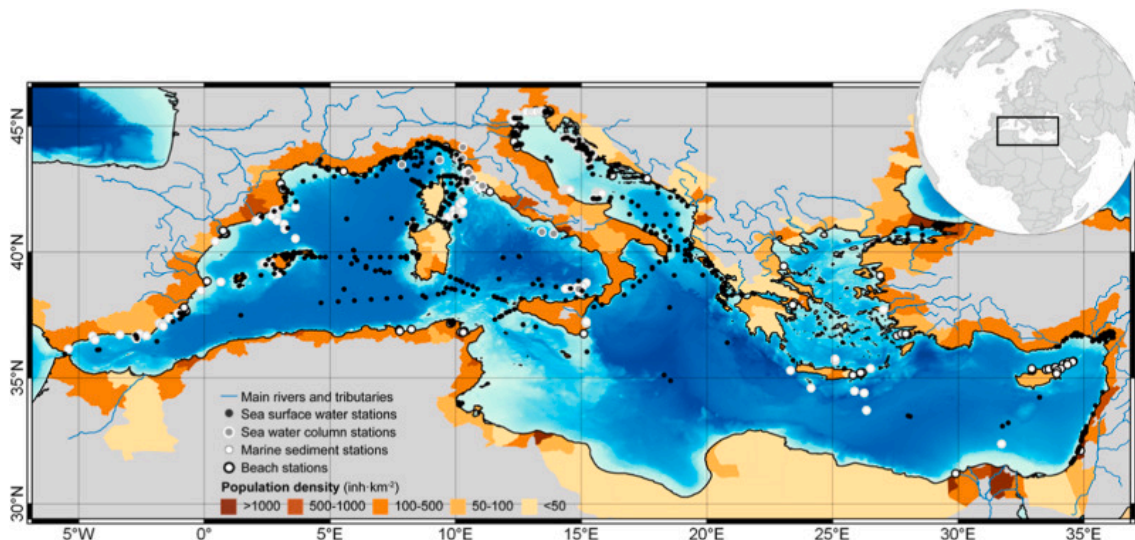 45°N
40°N
35°N
30°N
Main rivers and tributaries
Sea surface water stations
Sea water column stations
Marine sediment stations
Beach stations
Population density (inh·km-2)
>1000 500-1000 100-500 50-100 <50
5°W 0° 5°E 10°E 15°E 20°E 25°E 30°E 35°E